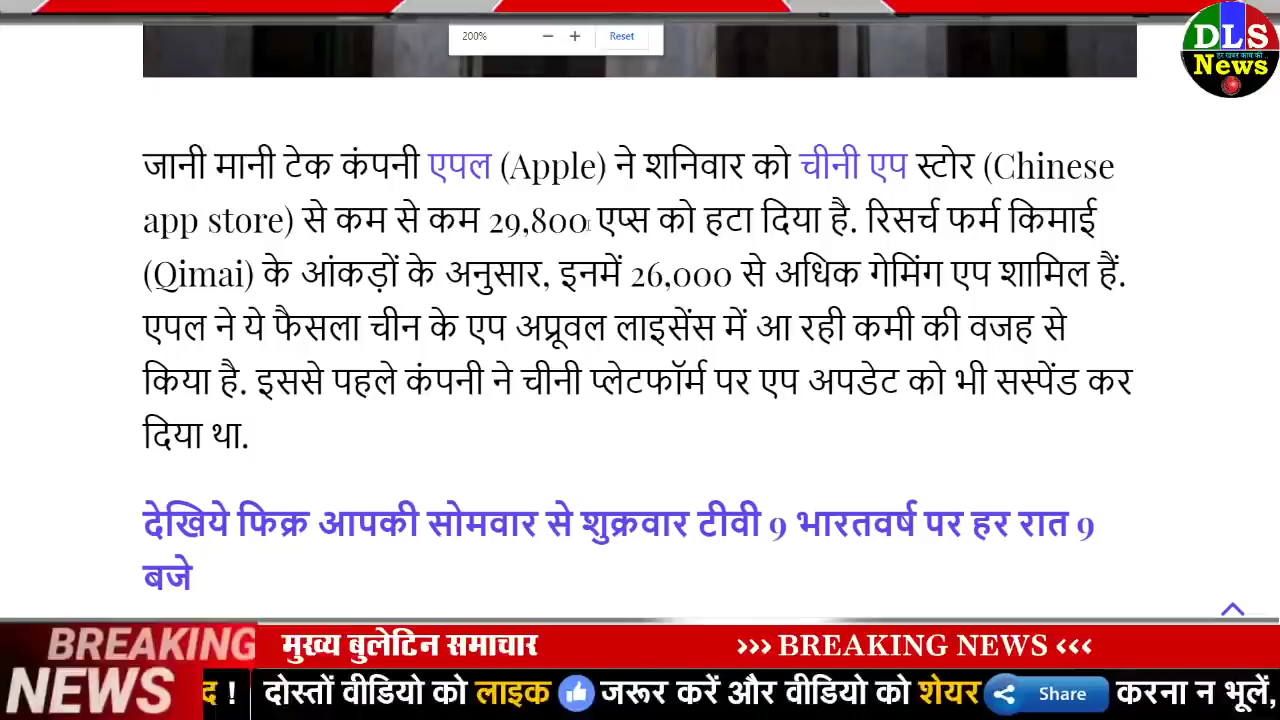 200% − + Reset
DLS
हर खबर काम की..
News
जानी मानी टेक कंपनी एपल (Apple) ने शनिवार को चीनी एप स्टोर (Chinese
app store) से कम से कम 29,800 एप्स को हटा दिया है. रिसर्च फर्म किमाई
(Qimai) के आंकड़ों के अनुसार, इनमें 26,000 से अधिक गेमिंग एप शामिल हैं.
एपल ने ये फैसला चीन के एप अप्रूवल लाइसेंस में आ रही कमी की वजह से
किया है. इससे पहले कंपनी ने चीनी प्लेटफॉर्म पर एप अपडेट को भी सस्पेंड कर
दिया था.
देखिये फिक्र आपकी सोमवार से शुक्रवार टीवी 9 भारतवर्ष पर हर रात 9
बजे
BREAKING
NEWS
मुख्य बुलेटिन समाचार >>> BREAKING NEWS <<<
द ! दोस्तों वीडियो को लाइक जरूर करें और वीडियो को शेयर Share करना न भूलें,